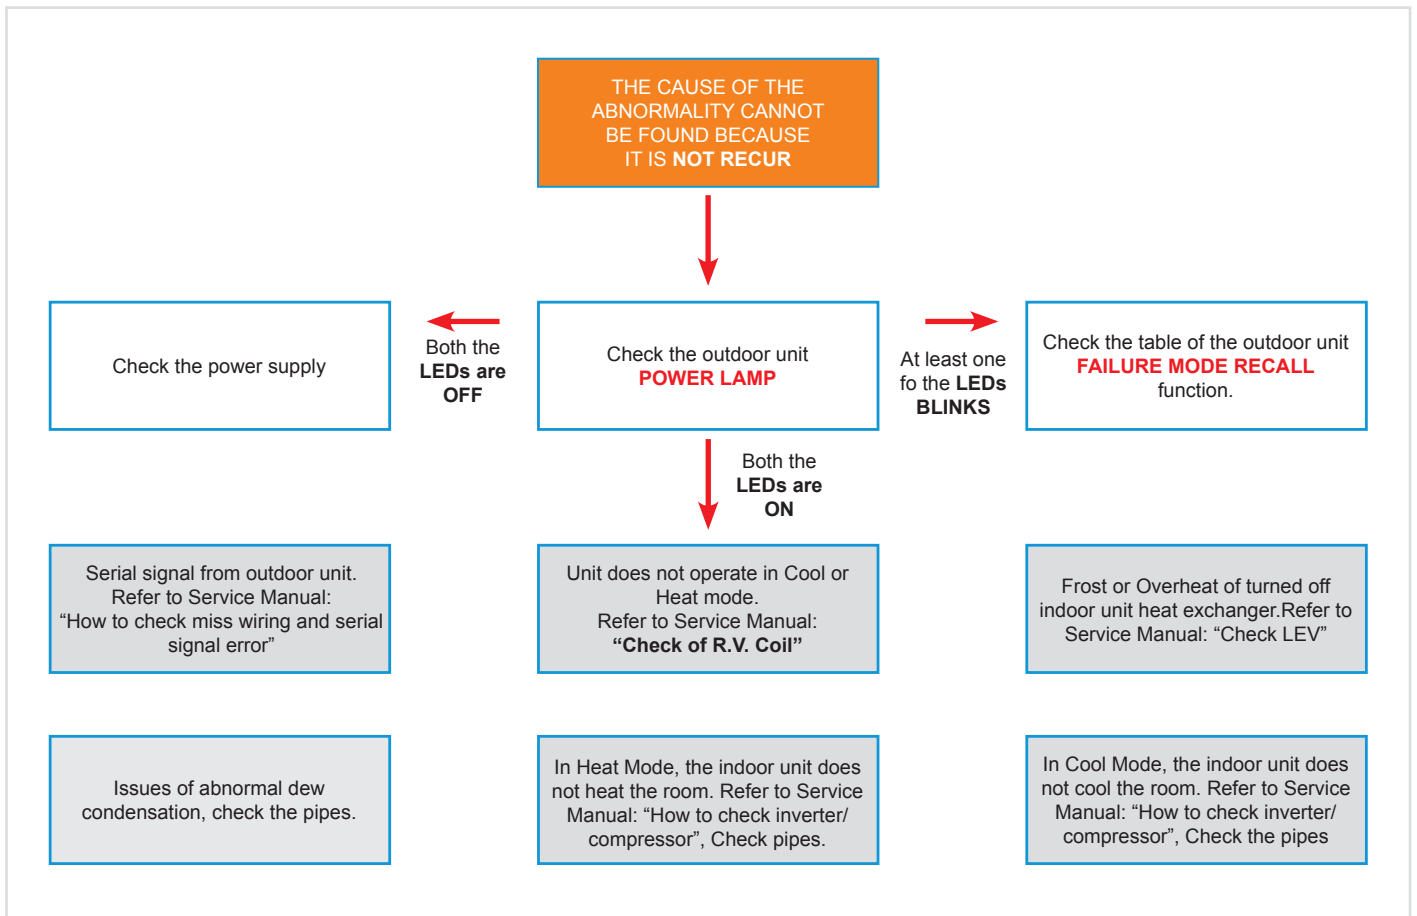 THE CAUSE OF THE
ABNORMALITY CANNOT
BE FOUND BECAUSE
IT IS NOT RECUR
Check the power supply
Both the
LEDs are
OFF
Check the outdoor unit
POWER LAMP
At least one
fo the LEDs
BLINKS
Check the table of the outdoor unit
FAILURE MODE RECALL
function.
Both the
LEDs are
ON
Serial signal from outdoor unit.
Refer to Service Manual:
“How to check miss wiring and serial
signal error”
Unit does not operate in Cool or
Heat mode.
Refer to Service Manual:
“Check of R.V. Coil”
Frost or Overheat of turned off
indoor unit heat exchanger.Refer to
Service Manual: “Check LEV”
Issues of abnormal dew
condensation, check the pipes.
In Heat Mode, the indoor unit does
not heat the room. Refer to Service
Manual: “How to check inverter/
compressor”, Check pipes.
In Cool Mode, the indoor unit does
not cool the room. Refer to Service
Manual: “How to check inverter/
compressor”, Check the pipes